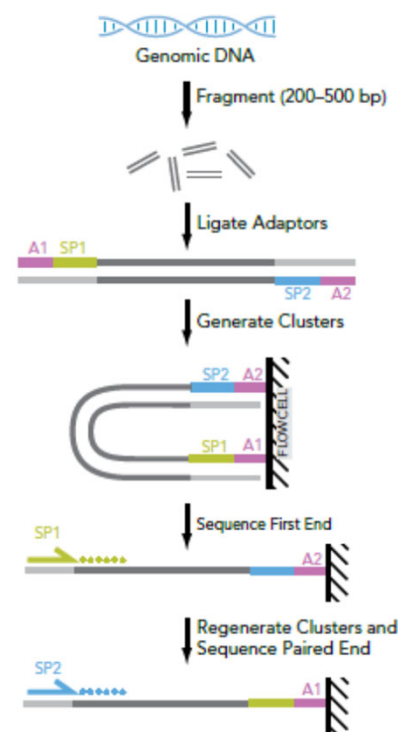 Genomic DNA
Fragment (200–500 bp)
Ligate Adaptors
A1 SP1
SP2 A2
Generate Clusters
SP2 A2
FLOWCELL
SP1 A1
Sequence First End
SP1
A2
Regenerate Clusters and
Sequence Paired End
SP2
A1